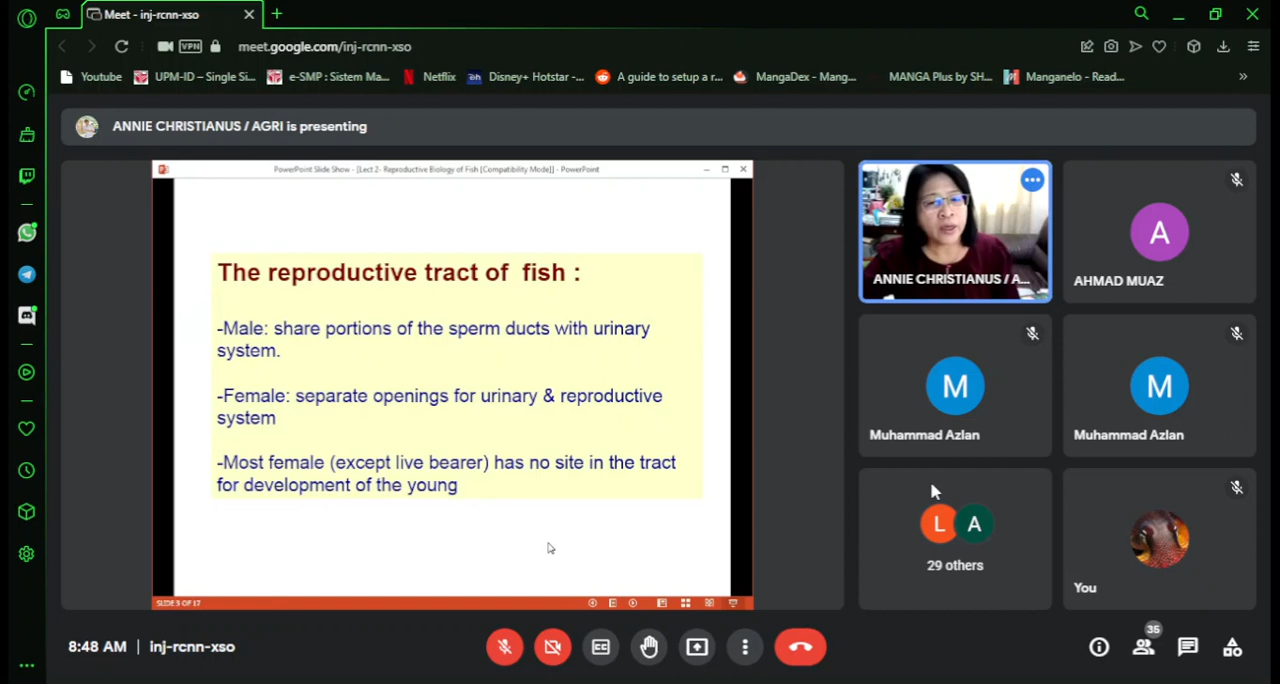 Meet - inj-rcnn-xso
VPN
meet.google.com/inj-rcnn-xso
Youtube
UPM-ID – Single Si...
e-SMP : Sistem Ma...
Netflix
Disney+ Hotstar -...
A guide to setup a r...
MangaDex - Mang...
MANGA Plus by SH...
Manganelo - Read...
ANNIE CHRISTIANUS / AGRI is presenting
PowerPoint Slide Show - [Lect 2- Reproductive Biology of Fish [Compatibility Mode]] - PowerPoint
The reproductive tract of fish :
-Male: share portions of the sperm ducts with urinary
system.
-Female: separate openings for urinary & reproductive
system
-Most female (except live bearer) has no site in the tract
for development of the young
SLIDE 3 OF 17
ANNIE CHRISTIANUS / A...
A
AHMAD MUAZ
M
Muhammad Azlan
M
Muhammad Azlan
L
A
29 others
You
8:48 AM | inj-rcnn-xso
CC
35